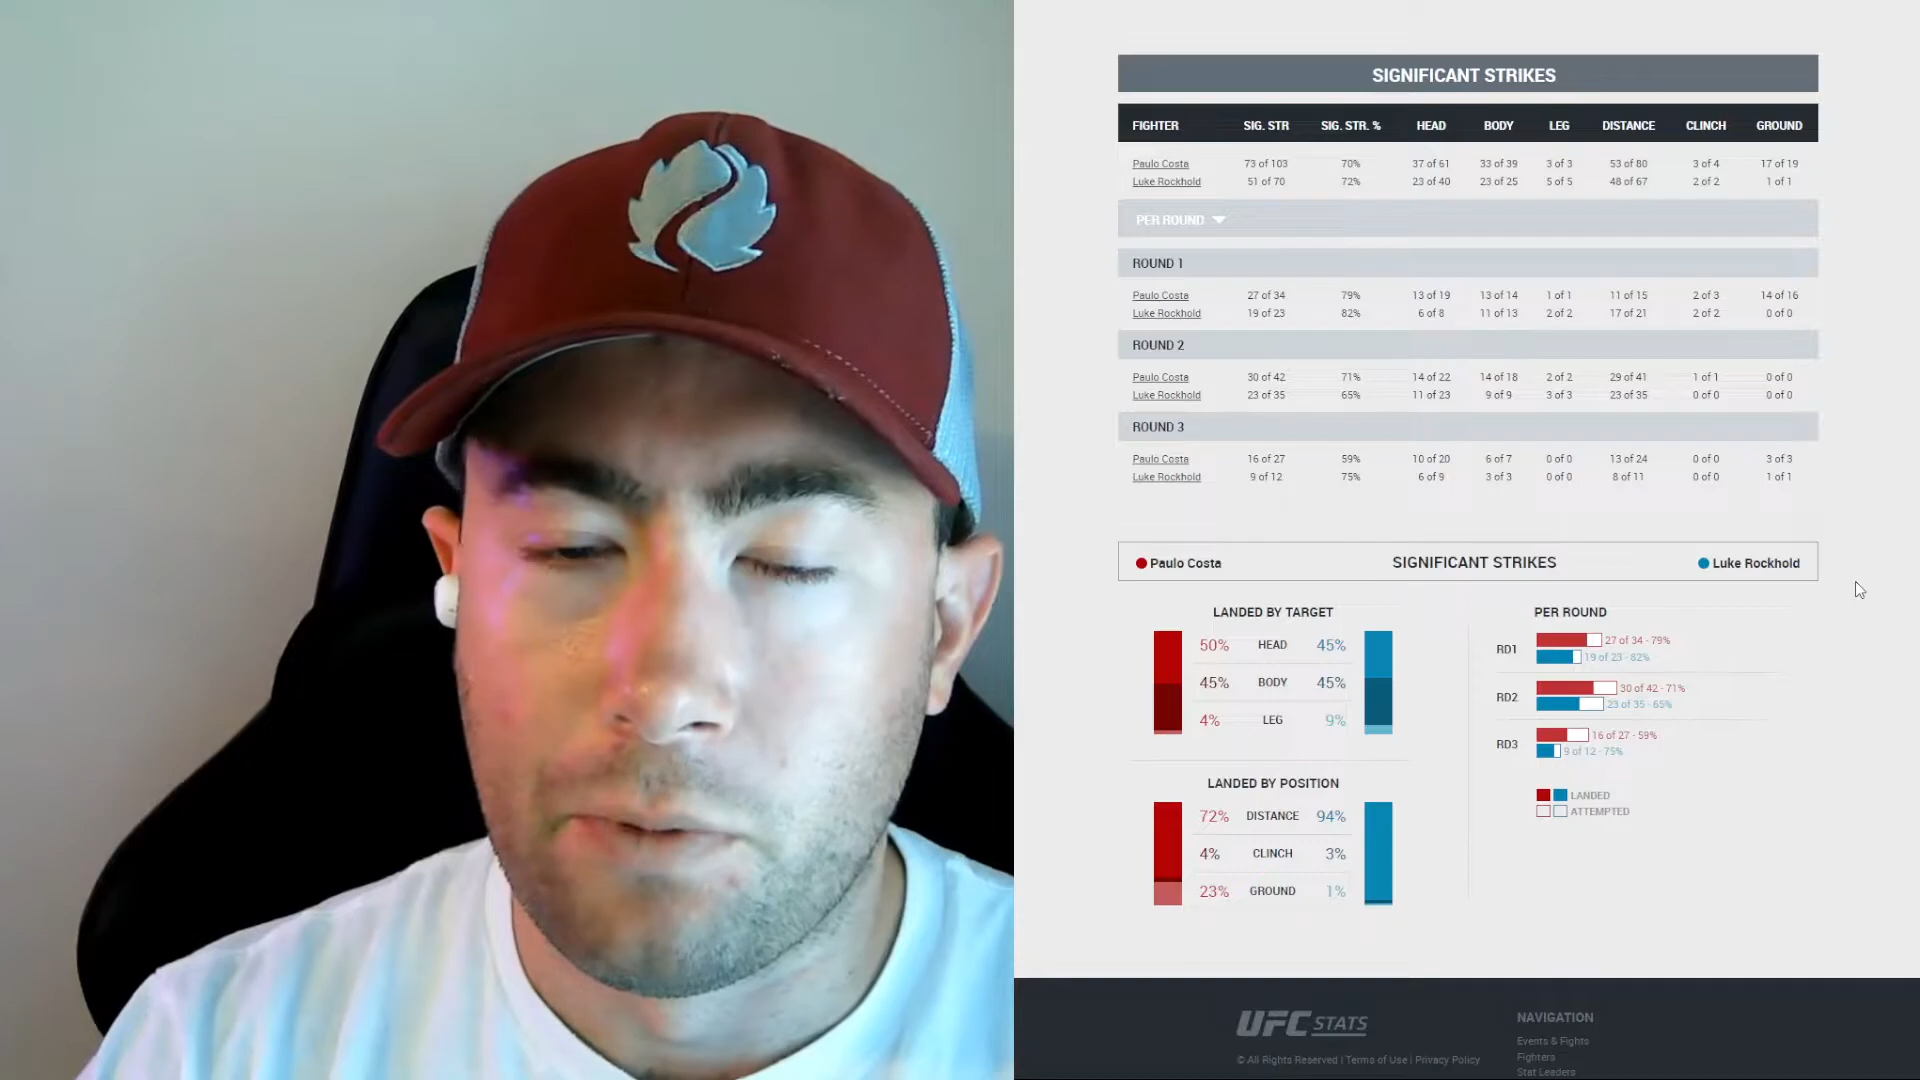 SIGNIFICANT STRIKES
FIGHTER SIG. STR SIG. STR. % HEAD BODY LEG DISTANCE CLINCH GROUND
Paulo Costa 73 of 103 70% 37 of 61 33 of 39 3 of 3 53 of 80 3 of 4 17 of 19
Luke Rockhold 51 of 70 72% 23 of 40 23 of 25 5 of 5 48 of 67 2 of 2 1 of 1
PER ROUND
ROUND 1
Paulo Costa 27 of 34 79% 13 of 19 13 of 14 1 of 1 11 of 15 2 of 3 14 of 16
Luke Rockhold 19 of 23 82% 6 of 8 11 of 13 2 of 2 17 of 21 2 of 2 0 of 0
ROUND 2
Paulo Costa 30 of 42 71% 14 of 22 14 of 18 2 of 2 29 of 41 1 of 1 0 of 0
Luke Rockhold 23 of 35 65% 11 of 23 9 of 9 3 of 3 23 of 35 0 of 0 0 of 0
ROUND 3
Paulo Costa 16 of 27 59% 10 of 20 6 of 7 0 of 0 13 of 24 0 of 0 3 of 3
Luke Rockhold 9 of 12 75% 6 of 9 3 of 3 0 of 0 8 of 11 0 of 0 1 of 1
Paulo Costa SIGNIFICANT STRIKES Luke Rockhold
LANDED BY TARGET
50% HEAD 45%
45% BODY 45%
4% LEG 9%
LANDED BY POSITION
72% DISTANCE 94%
4% CLINCH 3%
23% GROUND 1%
PER ROUND
RD1 27 of 34 - 79%
19 of 23 - 82%
RD2 30 of 42 - 71%
23 of 35 - 65%
RD3 16 of 27 - 59%
9 of 12 - 75%
LANDED
ATTEMPTED
UFC STATS
© All Rights Reserved | Terms of Use | Privacy Policy
NAVIGATION
Events & Fights
Fighters
Stat Leaders